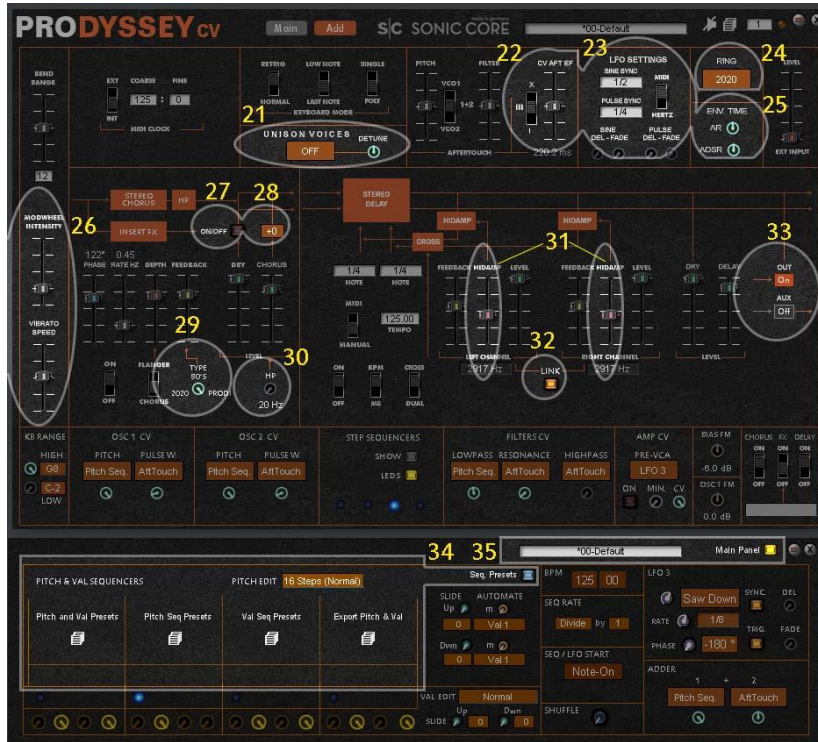 PRODYSSEY CV
Main
Add
S|C SONIC CORE
made in germany
*00-Default
1
BEND RANGE
12
EXT
INT
COARSE
FINE
125 : 0
MIDI CLOCK
RETRIG
NORMAL
LOW NOTE
LAST NOTE
SINGLE
POLY
KEYBOARD MODE
21
UNISON VOICES
OFF
DETUNE
PITCH
FILTER
VCO1
1+2
VCO2
AFTERTOUCH
22
CV AFT EF
X
III
I
220.2 ms
23
LFO SETTINGS
SINE SYNC
1/2
PULSE SYNC
1/4
MIDI
HERTZ
SINE
DEL - FADE
PULSE
DEL - FADE
24
RING
2020
25
ENV. TIME
AR
ADSR
LEVEL
EXT INPUT
26
MODWHEEL INTENSITY
VIBRATO SPEED
STEREO CHORUS
HP
INSERT FX
27
ON/OFF
28
+0
122°
PHASE
0.45
RATE HZ
DEPTH
FEEDBACK
DRY
CHORUS
LEVEL
ON
OFF
FLANGER
CHORUS
29
TYPE
80'S
2020
PRODI
30
HP
20 Hz
STEREO DELAY
HIDAMP
HIDAMP
CROSS
1/4
NOTE
1/4
NOTE
MIDI
MANUAL
125.00
TEMPO
ON
OFF
BPM
MS
CROSS
DUAL
31
FEEDBACK
HIDAMP
LEVEL
LEFT CHANNEL
2917 Hz
FEEDBACK
HIDAMP
LEVEL
RIGHT CHANNEL
2917 Hz
32
LINK
DRY
DELAY
LEVEL
33
OUT
On
AUX
Off
KB RANGE
HIGH
G8
C-2
LOW
OSC 1 CV
PITCH
PULSE W.
Pitch Seq.
AftTouch
OSC 2 CV
PITCH
PULSE W.
Pitch Seq.
AftTouch
STEP SEQUENCERS
SHOW
LEDS
FILTERS CV
LOWPASS
RESONANCE
HIGHPASS
Pitch Seq.
AftTouch
AftTouch
AMP CV
PRE-VCA
LFO 3
ON
MIN.
CV.
BIAS FM
-6.0 dB
OSC1 FM
0.0 dB
CHORUS
FX
DELAY
ON
ON
ON
OFF
OFF
OFF
34
35
*00-Default
Main Panel
PITCH & VAL SEQUENCERS
PITCH EDIT
16 Steps (Normal)
Seq. Presets
Pitch and Val Presets
Pitch Seq Presets
Val Seq Presets
Export Pitch & Val
SLIDE
AUTOMATE
Up
m
0
Val 1
Dwn
m
0
Val 1
VAL EDIT
Normal
Up
Dwn
SLIDE
0
0
BPM
125
00
SEQ RATE
Divide
by
1
SEQ / LFO START
Note-On
SHUFFLE
LFO 3
Saw Down
SYNC.
DEL
RATE
1/8
TRIG.
FADE
PHASE
-180 °
ADDER
1 + 2
Pitch Seq.
AftTouch